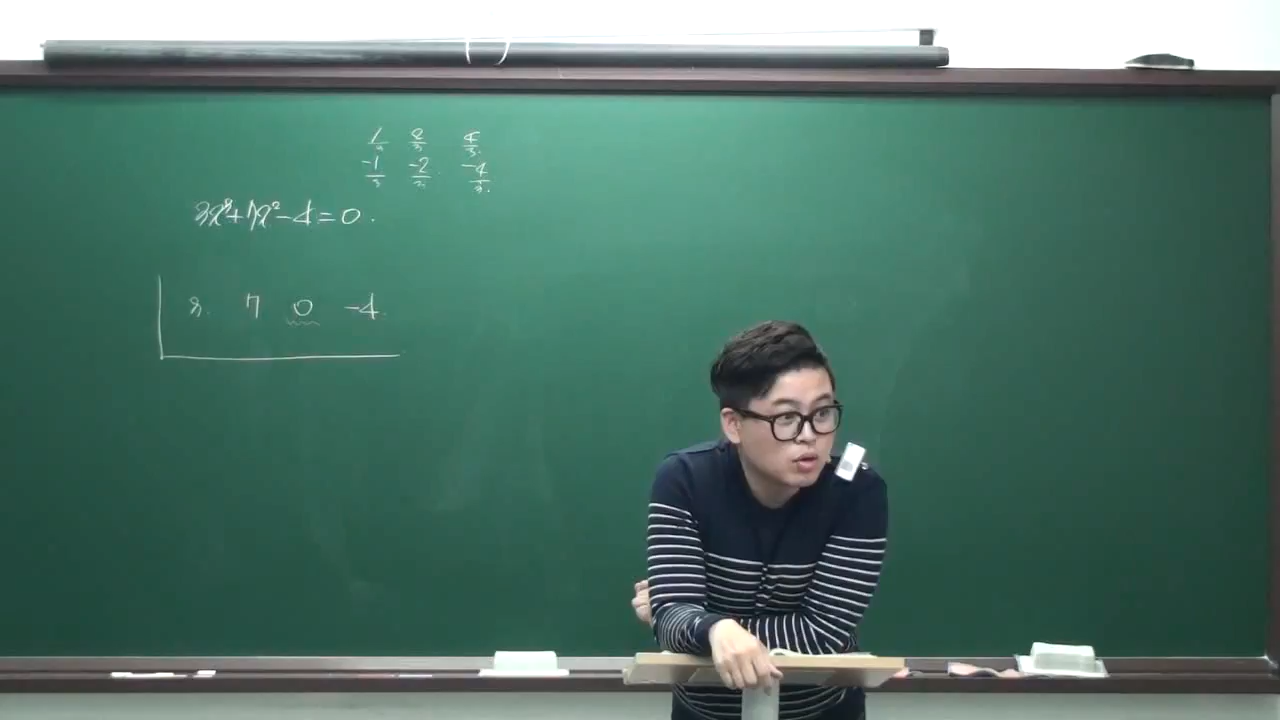 1/3 2/3 4/3.
-1/3 -2/3. -4/3.
3x³+7x²-4=0.
3. 7 0 -4.